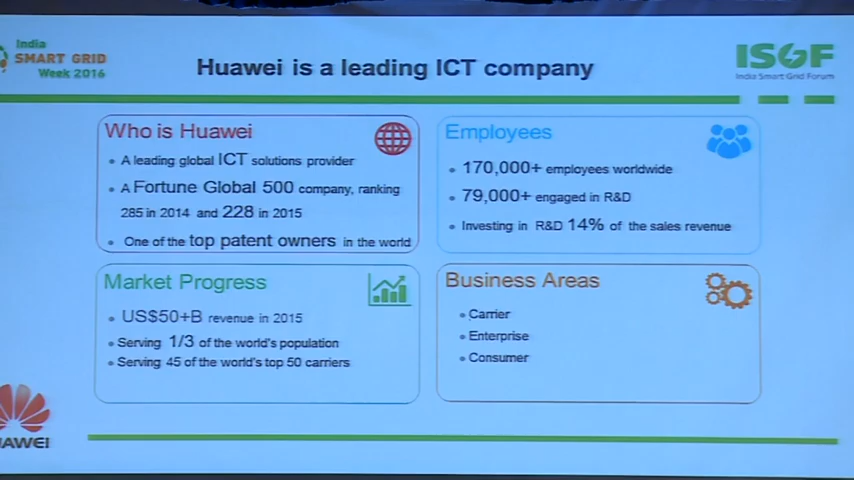 India
SMART GRID
Week 2016
Huawei is a leading ICT company
ISGF
India Smart Grid Forum
Who is Huawei
• A leading global ICT solutions provider
• A Fortune Global 500 company, ranking
285 in 2014 and 228 in 2015
• One of the top patent owners in the world
Employees
• 170,000+ employees worldwide
• 79,000+ engaged in R&D
• Investing in R&D 14% of the sales revenue
Market Progress
• US$50+B revenue in 2015
• Serving 1/3 of the world's population
• Serving 45 of the world's top 50 carriers
Business Areas
• Carrier
• Enterprise
• Consumer
UAWEI